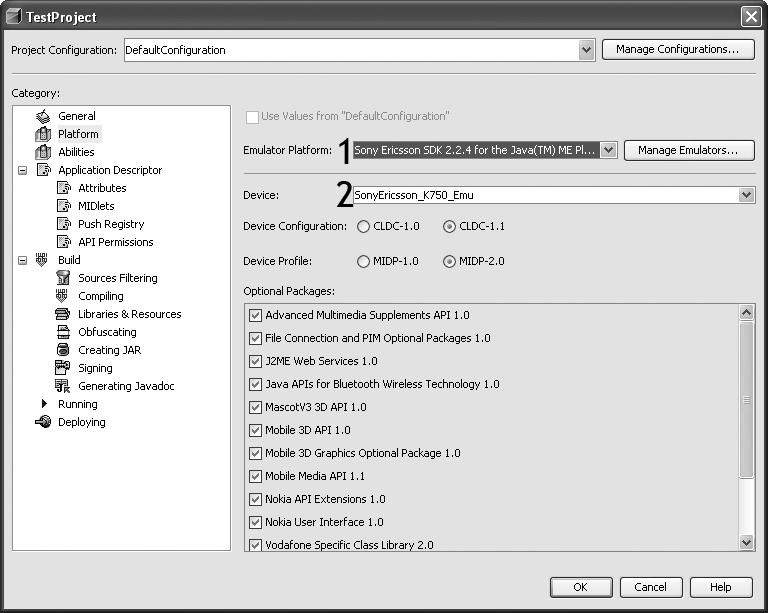 TestProject
Project Configuration: DefaultConfiguration Manage Configurations...
Category:
General
Platform
Abilities
Application Descriptor
Attributes
MIDlets
Push Registry
API Permissions
Build
Sources Filtering
Compiling
Libraries & Resources
Obfuscating
Creating JAR
Signing
Generating Javadoc
Running
Deploying
Use Values from "DefaultConfiguration"
Emulator Platform: 1 Sony Ericsson SDK 2.2.4 for the Java(TM) ME Pl... Manage Emulators...
Device: 2 SonyEricsson_K750_Emu
Device Configuration: CLDC-1.0 CLDC-1.1
Device Profile: MIDP-1.0 MIDP-2.0
Optional Packages:
Advanced Multimedia Supplements API 1.0
File Connection and PIM Optional Packages 1.0
J2ME Web Services 1.0
Java APIs for Bluetooth Wireless Technology 1.0
MascotV3 3D API 1.0
Mobile 3D API 1.0
Mobile 3D Graphics Optional Package 1.0
Mobile Media API 1.1
Nokia API Extensions 1.0
Nokia User Interface 1.0
Vodafone Specific Class Library 2.0
OK Cancel Help